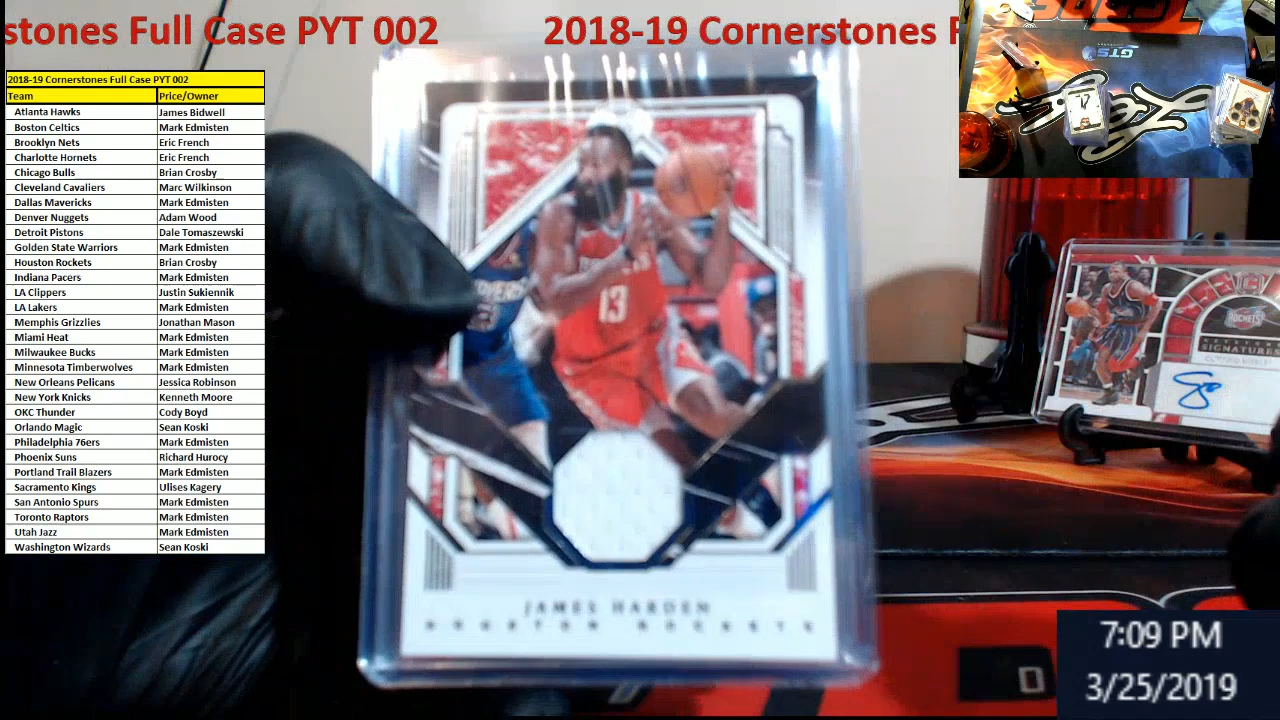 stones Full Case PYT 002 2018-19 Cornerstones F
2018-19 Cornerstones Full Case PYT 002
Team Price/Owner
Atlanta Hawks James Bidwell
Boston Celtics Mark Edmisten
Brooklyn Nets Eric French
Charlotte Hornets Eric French
Chicago Bulls Brian Crosby
Cleveland Cavaliers Marc Wilkinson
Dallas Mavericks Mark Edmisten
Denver Nuggets Adam Wood
Detroit Pistons Dale Tomaszewski
Golden State Warriors Mark Edmisten
Houston Rockets Brian Crosby
Indiana Pacers Mark Edmisten
LA Clippers Justin Sukiennik
LA Lakers Mark Edmisten
Memphis Grizzlies Jonathan Mason
Miami Heat Mark Edmisten
Milwaukee Bucks Mark Edmisten
Minnesota Timberwolves Mark Edmisten
New Orleans Pelicans Jessica Robinson
New York Knicks Kenneth Moore
OKC Thunder Cody Boyd
Orlando Magic Sean Koski
Philadelphia 76ers Mark Edmisten
Phoenix Suns Richard Hurocy
Portland Trail Blazers Mark Edmisten
Sacramento Kings Ulises Kagery
San Antonio Spurs Mark Edmisten
Toronto Raptors Mark Edmisten
Utah Jazz Mark Edmisten
Washington Wizards Sean Koski
13
JAMES HARDEN
HOUSTON ROCKETS
GTS
ROCKETS
KEYSTONE
SIGNATURES
7:09 PM
3/25/2019